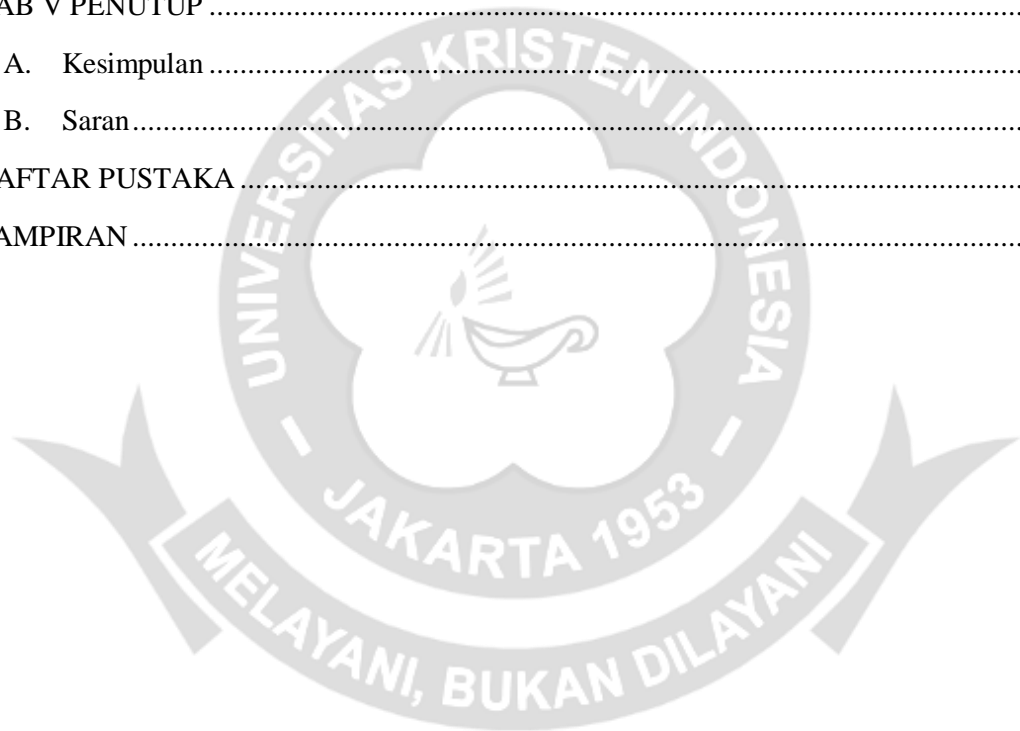 AB V PENUTUP ................................................................................
A. Kesimpulan ................................................................................
B. Saran ................................................................................
AFTAR PUSTAKA ................................................................................
AMPIRAN ................................................................................
UNIVERSITAS KRISTEN INDONESIA
– JAKARTA 1953 –
MELAYANI, BUKAN DILAYANI